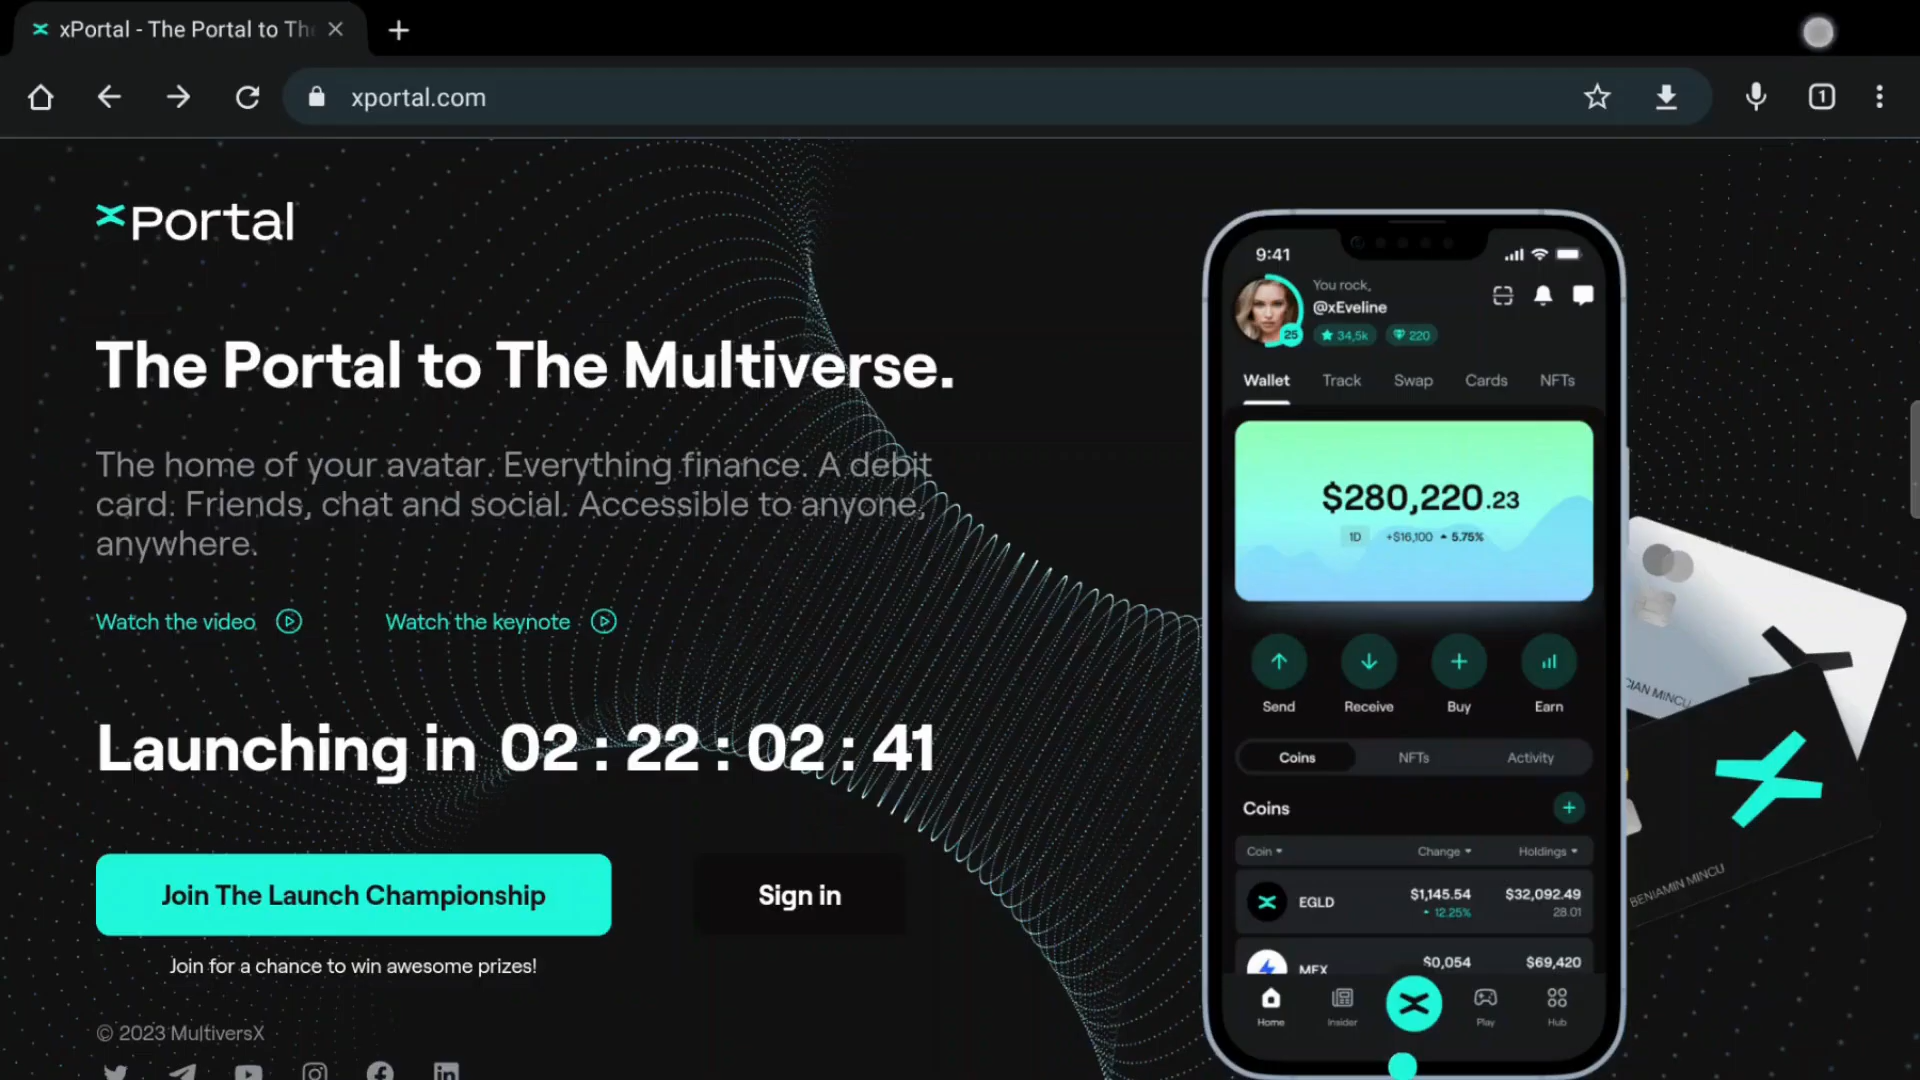 xPortal - The Portal to The
xportal.com
1
xPortal
The Portal to The Multiverse.
The home of your avatar. Everything finance. A debit
card. Friends, chat and social. Accessible to anyone,
anywhere.
Watch the video
Watch the keynote
Launching in 02 : 22 : 02 : 41
Join The Launch Championship
Sign in
Join for a chance to win awesome prizes!
© 2023 MultiversX
9:41
You rock,
@xEveline
25
34,5k
220
Wallet
Track
Swap
Cards
NFTs
$280,220.23
1D
+$16,100
5.75%
Send
Receive
Buy
Earn
Coins
NFTs
Activity
Coins
Coin
Change
Holdings
EGLD
$1,145.54
$32,092.49
12.25%
28.01
MEX
$0,054
$69,420
Home
Insider
Play
Hub
CIAN MINCU
BENIAMIN MINCU